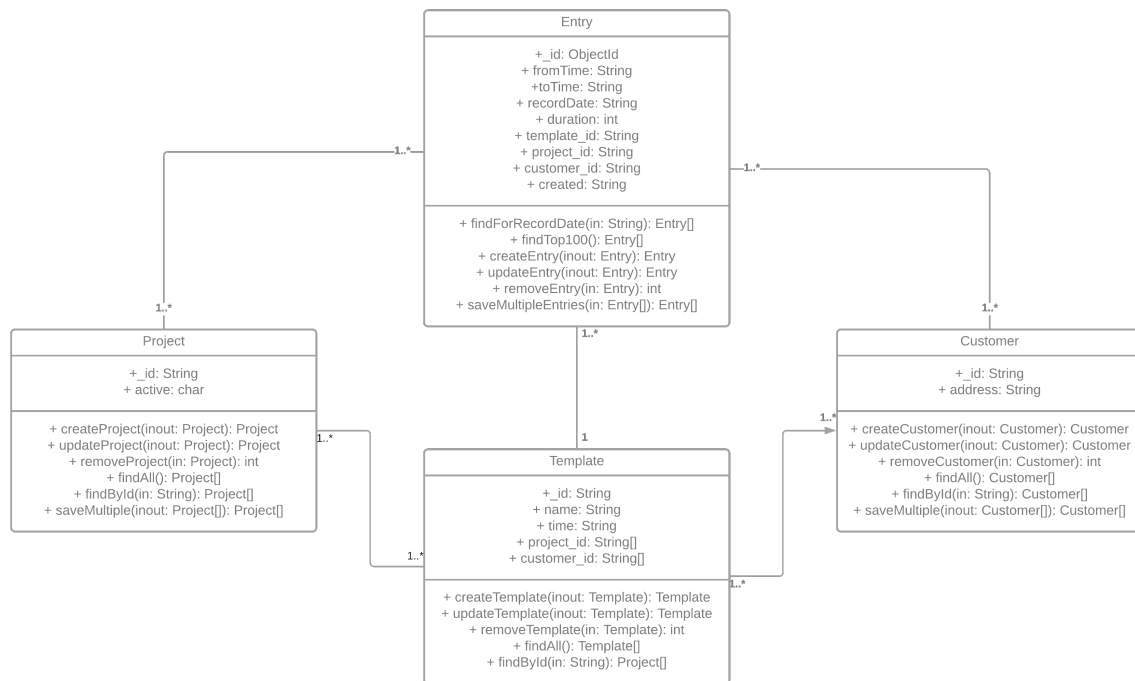 Entry
+_id: ObjectId
+ fromTime: String
+toTime: String
+ recordDate: String
+ duration: int
+ template_id: String
+ project_id: String
+ customer_id: String
+ created: String
+ findForRecordDate(in: String): Entry[]
+ findTop100(): Entry[]
+ createEntry(inout: Entry): Entry
+ updateEntry(inout: Entry): Entry
+ removeEntry(in: Entry): int
+ saveMultipleEntries(in: Entry[]): Entry[]
1..*
1..*
1..*
1..*
1..*
1
Project
+_id: String
+ active: char
+ createProject(inout: Project): Project
+ updateProject(inout: Project): Project
+ removeProject(in: Project): int
+ findAll(): Project[]
+ findById(in: String): Project[]
+ saveMultiple(inout: Project[]): Project[]
1..*
1..*
Template
+_id: String
+ name: String
+ time: String
+ project_id: String[]
+ customer_id: String[]
+ createTemplate(inout: Template): Template
+ updateTemplate(inout: Template): Template
+ removeTemplate(in: Template): int
+ findAll(): Template[]
+ findById(in: String): Project[]
1..*
1..*
Customer
+_id: String
+ address: String
+ createCustomer(inout: Customer): Customer
+ updateCustomer(inout: Customer): Customer
+ removeCustomer(in: Customer): int
+ findAll(): Customer[]
+ findById(in: String): Customer[]
+ saveMultiple(inout: Customer[]): Customer[]